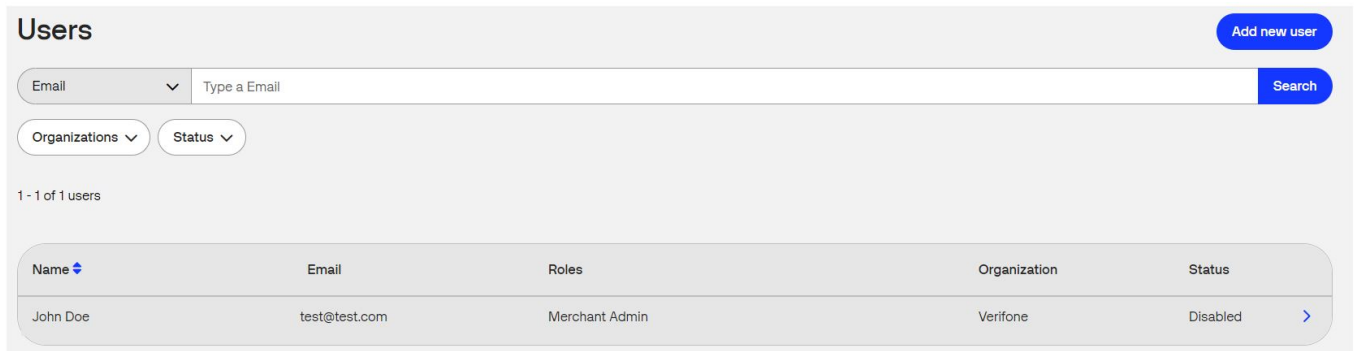 Users
Add new user
Email
Type a Email
Search
Organizations
Status
1 - 1 of 1 users
Name Email Roles Organization Status
John Doe test@test.com Merchant Admin Verifone Disabled